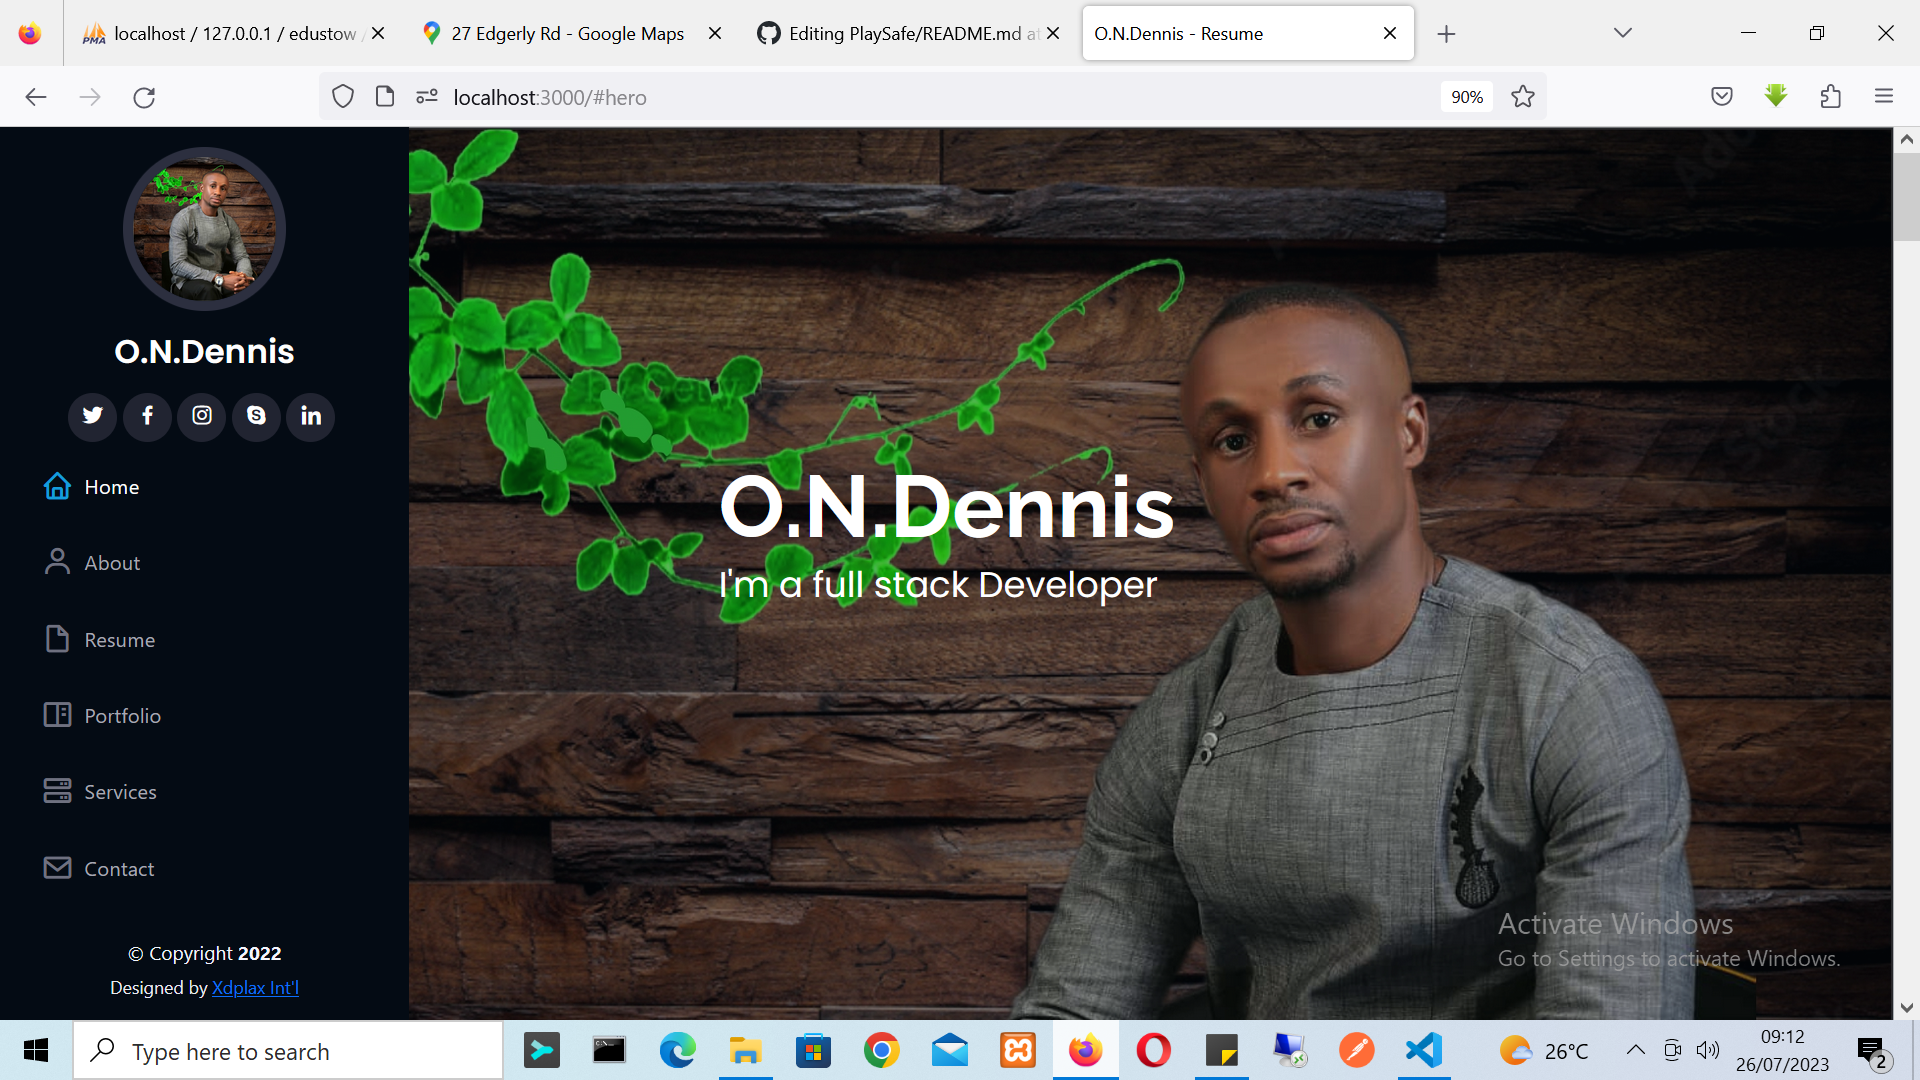 localhost / 127.0.0.1 / edustow /
27 Edgerly Rd - Google Maps
Editing PlaySafe/README.md at
O.N.Dennis - Resume
localhost:3000/#hero
90%
O.N.Dennis
Home
About
Resume
Portfolio
Services
Contact
© Copyright 2022
Designed by Xdplax Int'l
O.N.Dennis
I'm a full stack Developer
Activate Windows
Go to Settings to activate Windows.
Type here to search
26°C
09:12
26/07/2023
2